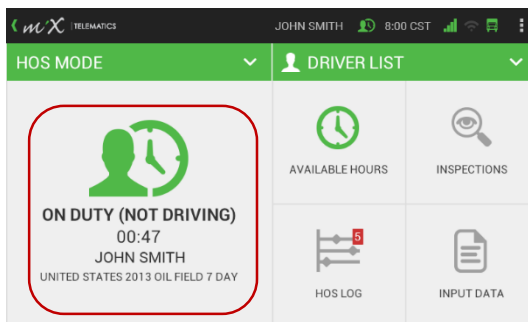 mix TELEMATICS JOHN SMITH 8:00 CST
HOS MODE
DRIVER LIST
ON DUTY (NOT DRIVING)
00:47
JOHN SMITH
UNITED STATES 2013 OIL FIELD 7 DAY
AVAILABLE HOURS
INSPECTIONS
5
HOS LOG
INPUT DATA